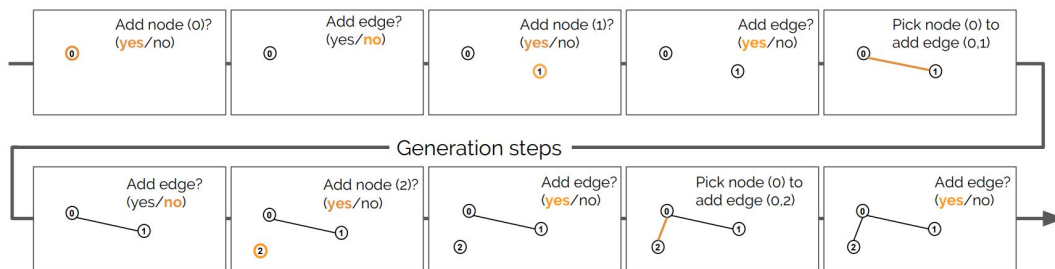 Add node (0)?
(yes/no)
0
Add edge?
(yes/no)
0
Add node (1)?
(yes/no)
0
1
Add edge?
(yes/no)
0
1
Pick node (0) to
add edge (0,1)
0
1
Generation steps
Add edge?
(yes/no)
0
1
Add node (2)?
(yes/no)
0
1
2
Add edge?
(yes/no)
0
1
2
Pick node (0) to
add edge (0,2)
0
1
2
Add edge?
(yes/no)
0
1
2